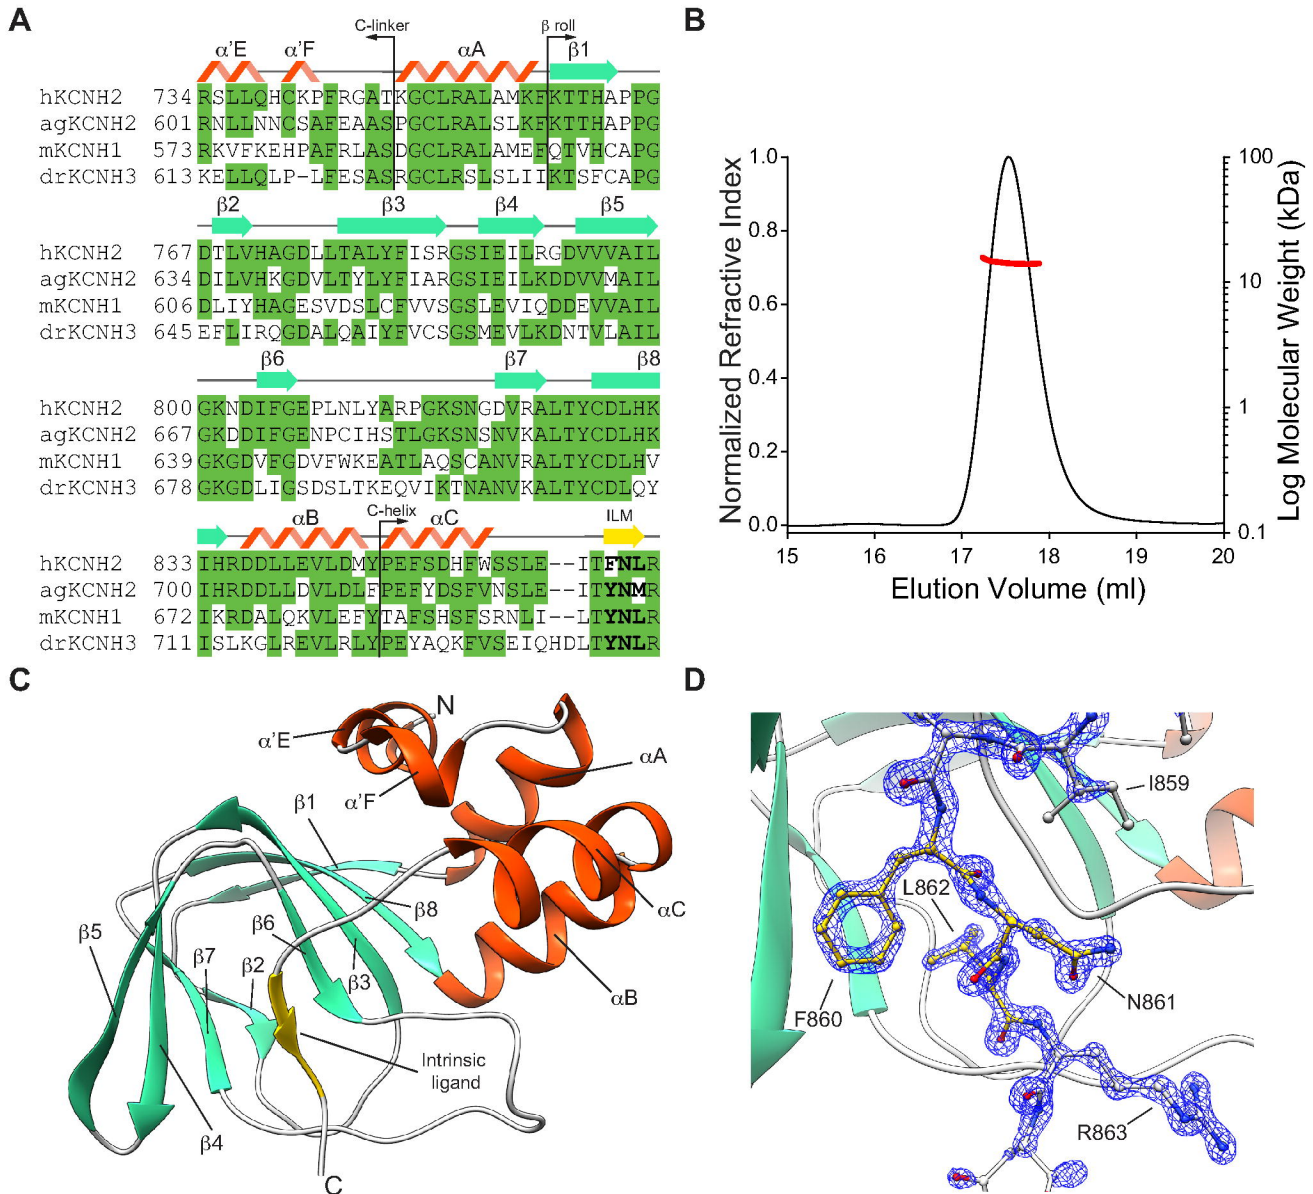 A
C-linker
β roll
α'E α'F αA β1
hKCNH2 734 RSLLQHCKPFRGATKGCLRALAMKFKTTHAPPG
agKCNH2 601 RNLLNNCSAFEAASPGCLRALSLKFKTTHAPPG
mKCNH1 573 RKVFKEHPAFRLASDGCLRALAMEFQTVHCAPG
drKCNH3 613 KELLQLP-LFESASRGCLRSLSLIIKTSFCAPG
β2 β3 β4 β5
hKCNH2 767 DTLVHAGDLLTALYFISRGSIEILRGDVVVAIL
agKCNH2 634 DILVHKGDVLTYLYFIARGSIEILKDDVVMAIL
mKCNH1 606 DLIYHAGESVDSLCFVVSGSLEVIQDDEVVAIL
drKCNH3 645 EFLIRQGDALQAIYFVCSGSMEVLKDNTVLAIL
β6 β7 β8
hKCNH2 800 GKNDIFGEPLNLYARPGKSNGDVRALTYCDLHK
agKCNH2 667 GKDDIFGENPCIHSTLGKSNSNVKALTYCDLHK
mKCNH1 639 GKGDVFGDVFWKEATLAQSCANVRALTYCDLHV
drKCNH3 678 GKGDLIGSDSLTKEQVIKTNANVKALTYCDLQY
αB C-helix αC ILM
hKCNH2 833 IHRDDLLEVLDMYPEFSDHFWSSLE--ITFNLR
agKCNH2 700 IHRDDLLDVLDLFPEFYDSFVNSLE--ITYNMR
mKCNH1 672 IKRDALQKVLEFYTAFSHSFSRNLI--LTYNLR
drKCNH3 711 ISLKGLREVLRLYPEYAQKFVSEIQHDLTYNLR
B
Normalized Refractive Index
1.0
0.8
0.6
0.4
0.2
0.0
15 16 17 18 19 20
Elution Volume (ml)
100
10
1
0.1
Log Molecular Weight (kDa)
C
N
α'E
α'F
αA
β1
β8
αC
β6
β5
β7
β2
β3
αB
Intrinsic
ligand
β4
C
D
I859
L862
F860
N861
R863